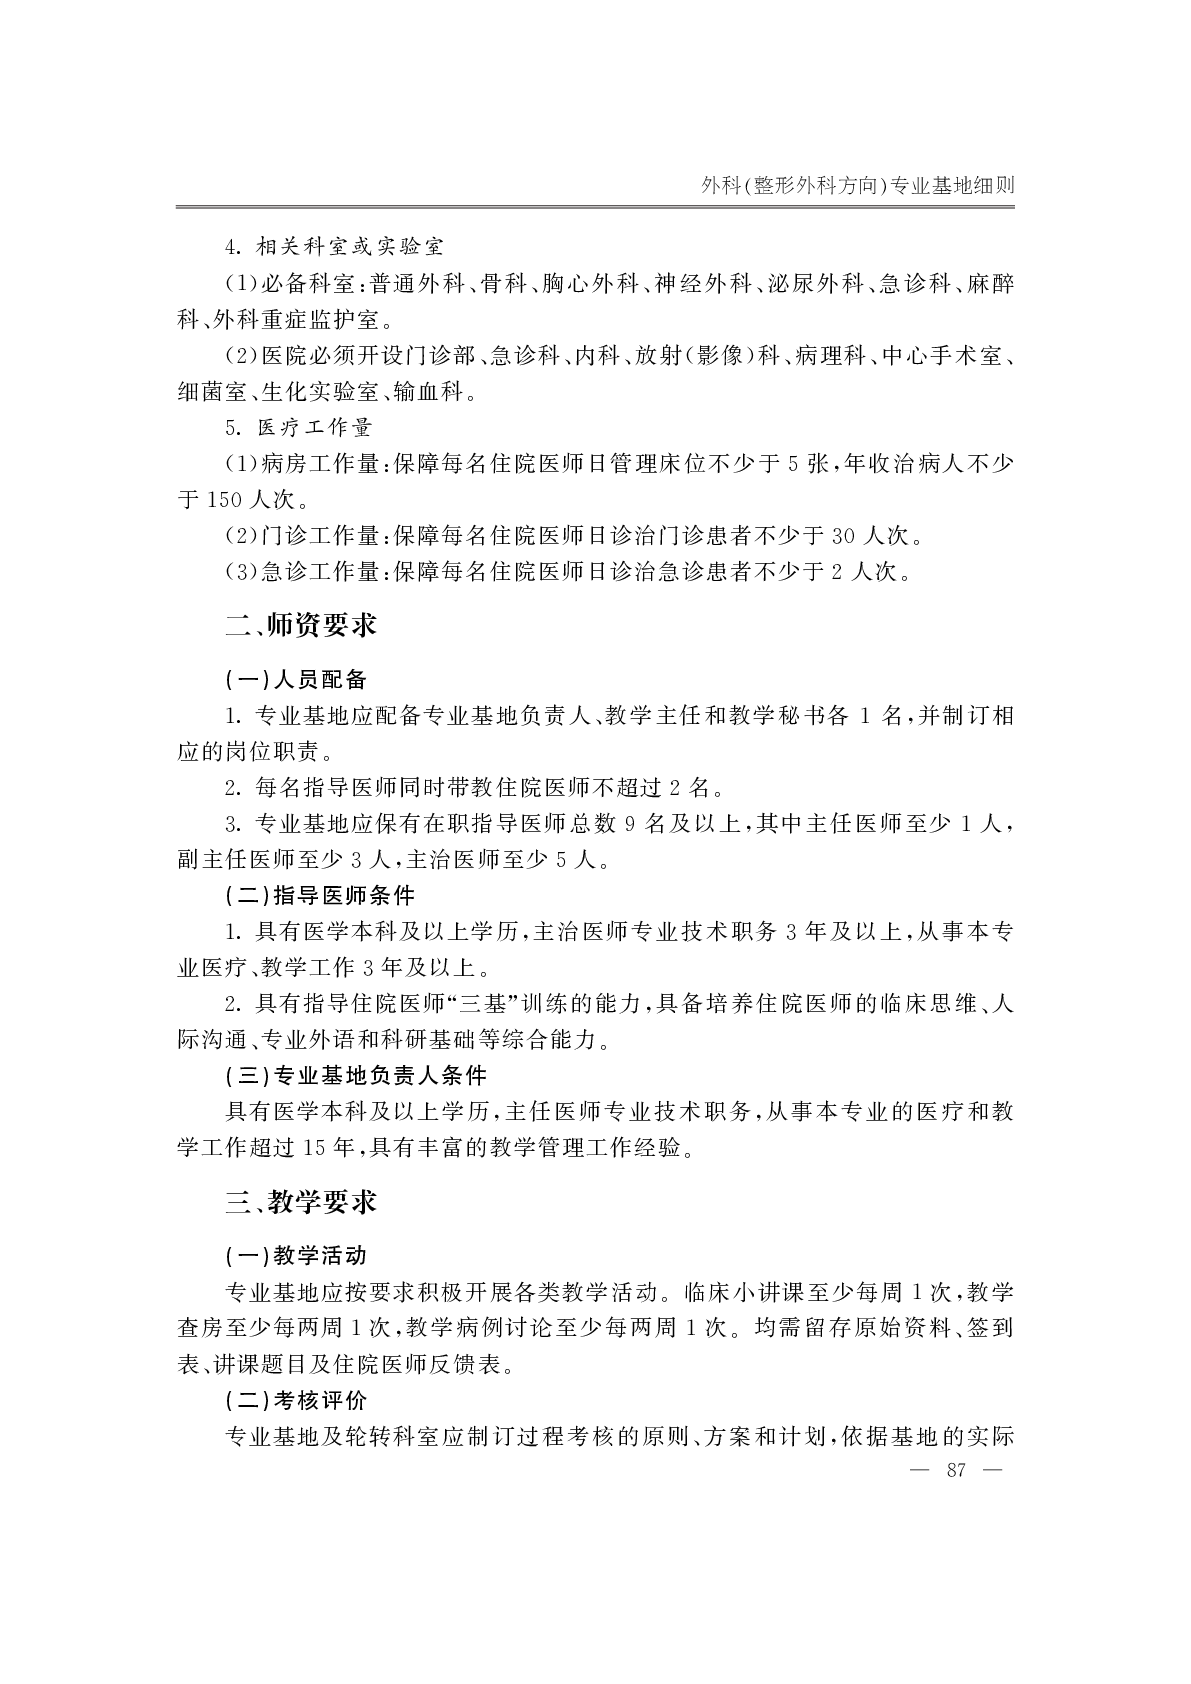 外科(整形外科方向)专业基地细则
4. 相关科室或实验室
(1)必备科室:普通外科、骨科、胸心外科、神经外科、泌尿外科、急诊科、麻醉
科、外科重症监护室。
(2)医院必须开设门诊部、急诊科、内科、放射(影像)科、病理科、中心手术室、
细菌室、生化实验室、输血科。
5. 医疗工作量
(1)病房工作量:保障每名住院医师日管理床位不少于 5 张,年收治病人不少
于 150 人次。
(2)门诊工作量:保障每名住院医师日诊治门诊患者不少于 30 人次。
(3)急诊工作量:保障每名住院医师日诊治急诊患者不少于 2 人次。
二、师资要求
(一)人员配备
1. 专业基地应配备专业基地负责人、教学主任和教学秘书各 1 名,并制订相
应的岗位职责。
2. 每名指导医师同时带教住院医师不超过 2 名。
3. 专业基地应保有在职指导医师总数 9 名及以上,其中主任医师至少 1 人,
副主任医师至少 3 人,主治医师至少 5 人。
(二)指导医师条件
1. 具有医学本科及以上学历,主治医师专业技术职务 3 年及以上,从事本专
业医疗、教学工作 3 年及以上。
2. 具有指导住院医师“三基”训练的能力,具备培养住院医师的临床思维、人
际沟通、专业外语和科研基础等综合能力。
(三)专业基地负责人条件
具有医学本科及以上学历,主任医师专业技术职务,从事本专业的医疗和教
学工作超过 15 年,具有丰富的教学管理工作经验。
三、教学要求
(一)教学活动
专业基地应按要求积极开展各类教学活动。临床小讲课至少每周 1 次,教学
查房至少每两周 1 次,教学病例讨论至少每两周 1 次。均需留存原始资料、签到
表、讲课题目及住院医师反馈表。
(二)考核评价
专业基地及轮转科室应制订过程考核的原则、方案和计划,依据基地的实际
— 87 —